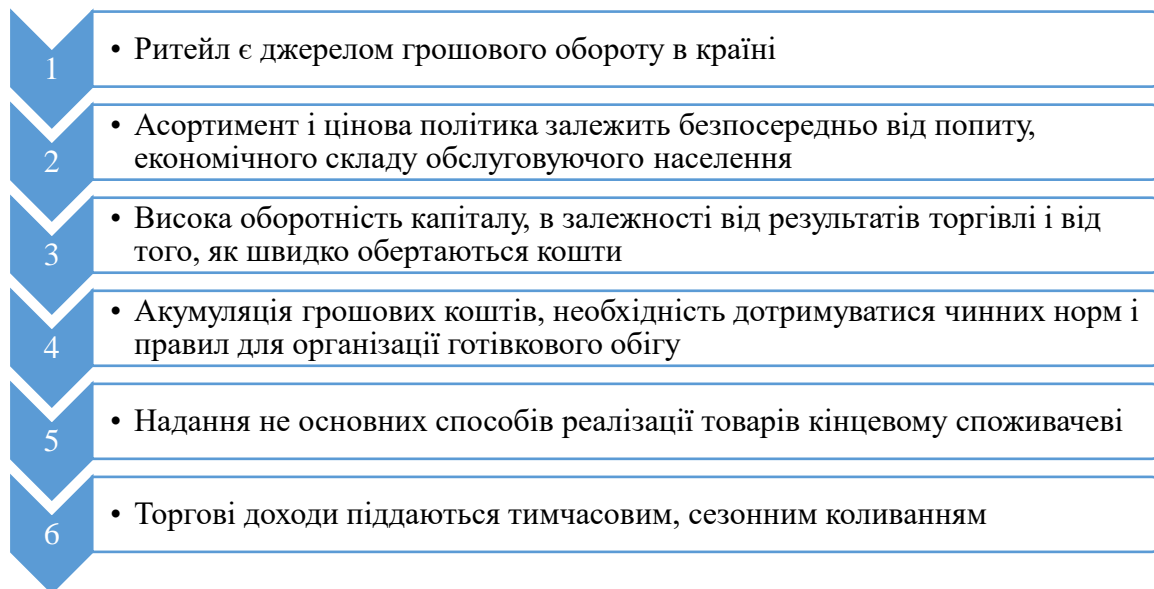 1
• Ритейл є джерелом грошового обороту в країні
2
• Асортимент і цінова політика залежить безпосередньо від попиту,
економічного складу обслуговуючого населення
3
• Висока оборотність капіталу, в залежності від результатів торгівлі і від
того, як швидко обертаються кошти
4
• Акумуляція грошових коштів, необхідність дотримуватися чинних норм і
правил для організації готівкового обігу
5
• Надання не основних способів реалізації товарів кінцевому споживачеві
6
• Торгові доходи піддаються тимчасовим, сезонним коливанням